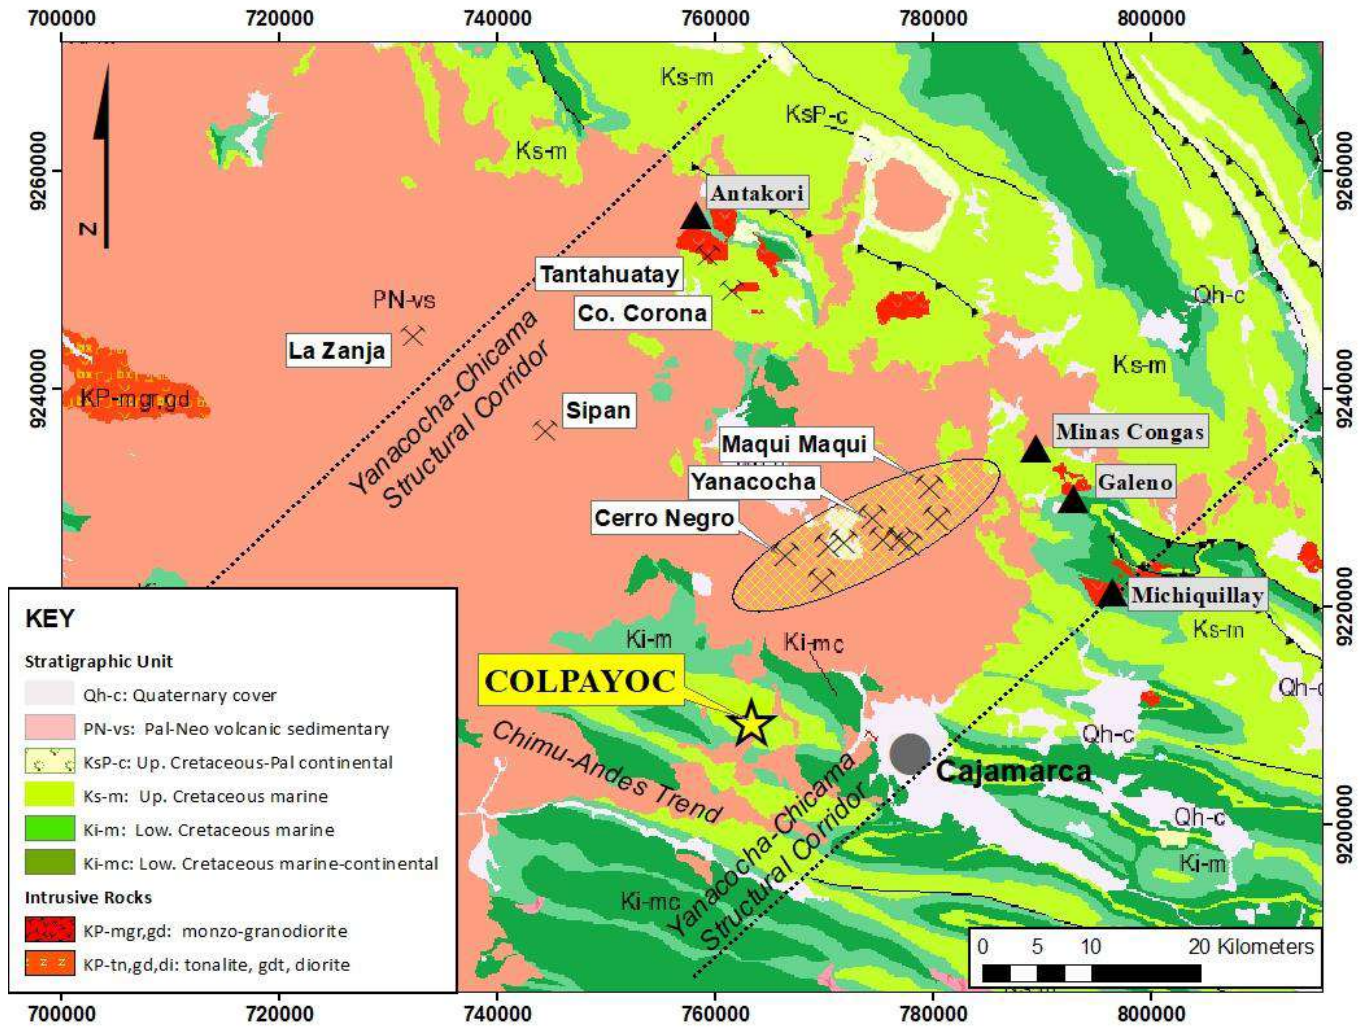 700000
720000
740000
760000
780000
800000
9260000
9240000
9220000
9200000
9260000
9240000
9220000
9200000
N
Ks-m
KsP-c
Ks-m
Antakori
Tantahuatay
Co. Corona
Qh-c
PN-vs
La Zanja
Yanacocha-Chicama
Structural Corridor
Ks-m
KP-mgr,gd
Sipan
Maqui Maqui
Minas Congas
Yanacocha
Galeno
Cerro Negro
Michiquillay
Ks-m
Ki-m
Ki-mc
COLPAYOC
Qh-c
Qh-c
Chimu-Andes Trend
Cajamarca
Yanacocha-Chicama
Structural Corridor
Qh-c
Ki-m
Ki-mc
KEY
Stratigraphic Unit
Qh-c: Quaternary cover
PN-vs: Pal-Neo volcanic sedimentary
KsP-c: Up. Cretaceous-Pal continental
Ks-m: Up. Cretaceous marine
Ki-m: Low. Cretaceous marine
Ki-mc: Low. Cretaceous marine-continental
Intrusive Rocks
KP-mgr,gd: monzo-granodiorite
KP-tn,gd,di: tonalite, gdt, diorite
0 5 10 20 Kilometers
700000
720000
740000
760000
780000
800000